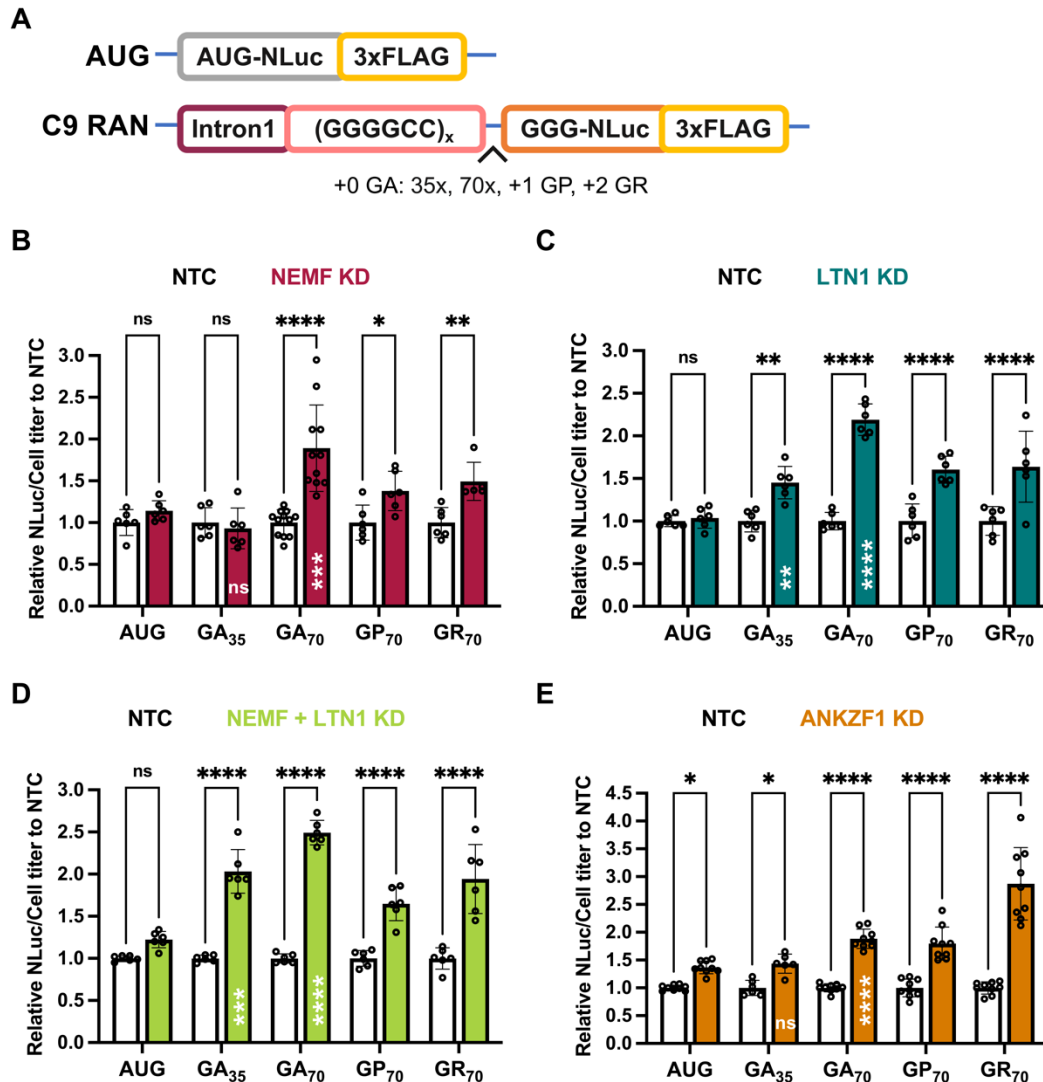 A
AUG AUG-NLuc 3xFLAG
C9 RAN Intron1 (GGGGCC)x GGG-NLuc 3xFLAG
+0 GA: 35x, 70x, +1 GP, +2 GR
B
NTC NEMF KD
ns ns **** * **
Relative NLuc/Cell titer to NTC
3.0
2.5
2.0
1.5
1.0
0.5
0.0
ns ***
AUG GA35 GA70 GP70 GR70
C
NTC LTN1 KD
ns ** **** **** ****
Relative NLuc/Cell titer to NTC
3.0
2.5
2.0
1.5
1.0
0.5
0.0
** ****
AUG GA35 GA70 GP70 GR70
D
NTC NEMF + LTN1 KD
ns **** **** **** ****
Relative NLuc/Cell titer to NTC
3.0
2.5
2.0
1.5
1.0
0.5
0.0
*** ****
AUG GA35 GA70 GP70 GR70
E
NTC ANKZF1 KD
* * **** **** ****
Relative NLuc/Cell titer to NTC
4.5
4.0
3.5
3.0
2.5
2.0
1.5
1.0
0.5
0.0
ns ****
AUG GA35 GA70 GP70 GR70